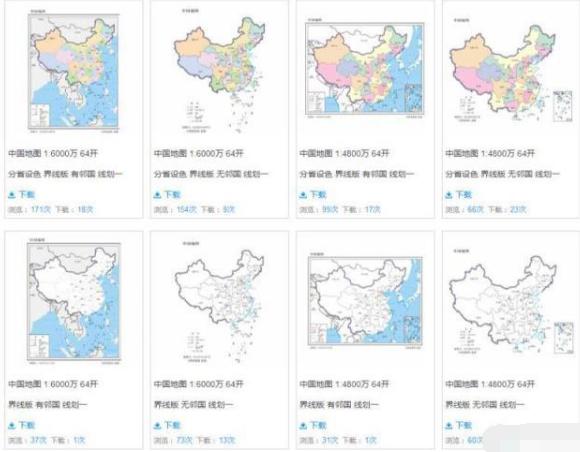 中国地图 1:6000万 64开
分省设色 界线版 有邻国 线划一
下载
浏览：171次 下载：18次
中国地图 1:6000万 64开
分省设色 界线版 无邻国 线划一
下载
浏览：154次 下载：9次
中国地图 1:4800万 64开
分省设色 界线版 有邻国 线划一
下载
浏览：99次 下载：17次
中国地图 1:4800万 64开
分省设色 界线版 无邻国 线划一
下载
浏览：66次 下载：23次
中国地图 1:6000万 64开
界线版 有邻国 线划一
下载
浏览：37次 下载：1次
中国地图 1:6000万 64开
界线版 无邻国 线划一
下载
浏览：73次 下载：13次
中国地图 1:4800万 64开
界线版 有邻国 线划一
下载
浏览：31次 下载：1次
中国地图 1:4800万 64开
界线版 无邻国 线划一
下载
浏览：60